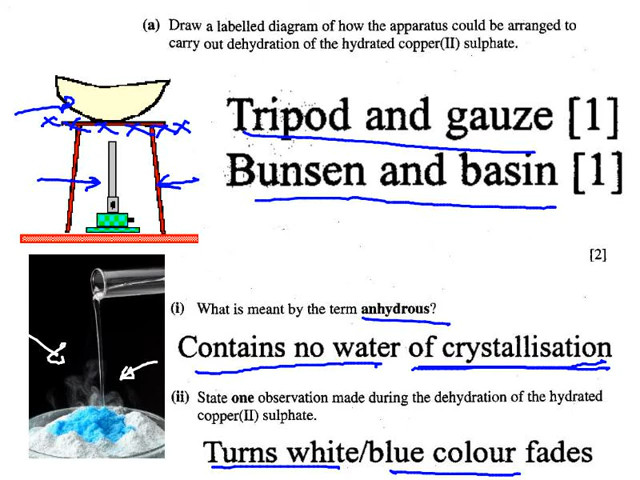 (a) Draw a labelled diagram of how the apparatus could be arranged to
carry out dehydration of the hydrated copper(II) sulphate.
Tripod and gauze [1]
Bunsen and basin [1]
[2]
(i) What is meant by the term anhydrous?
Contains no water of crystallisation
(ii) State one observation made during the dehydration of the hydrated
copper(II) sulphate.
Turns white/blue colour fades